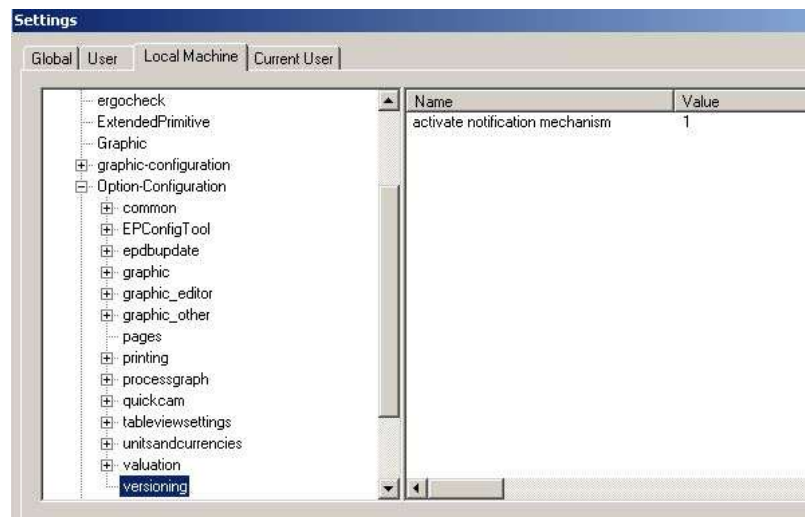 Settings
Global User Local Machine Current User
Name Value
activate notification mechanism 1
ergocheck
ExtendedPrimitive
Graphic
graphic-configuration
Option-Configuration
common
EPConfigTool
epdbupdate
graphic
graphic_editor
graphic_other
pages
printing
processgraph
quickcam
tableviewsettings
unitsandcurrencies
valuation
versioning